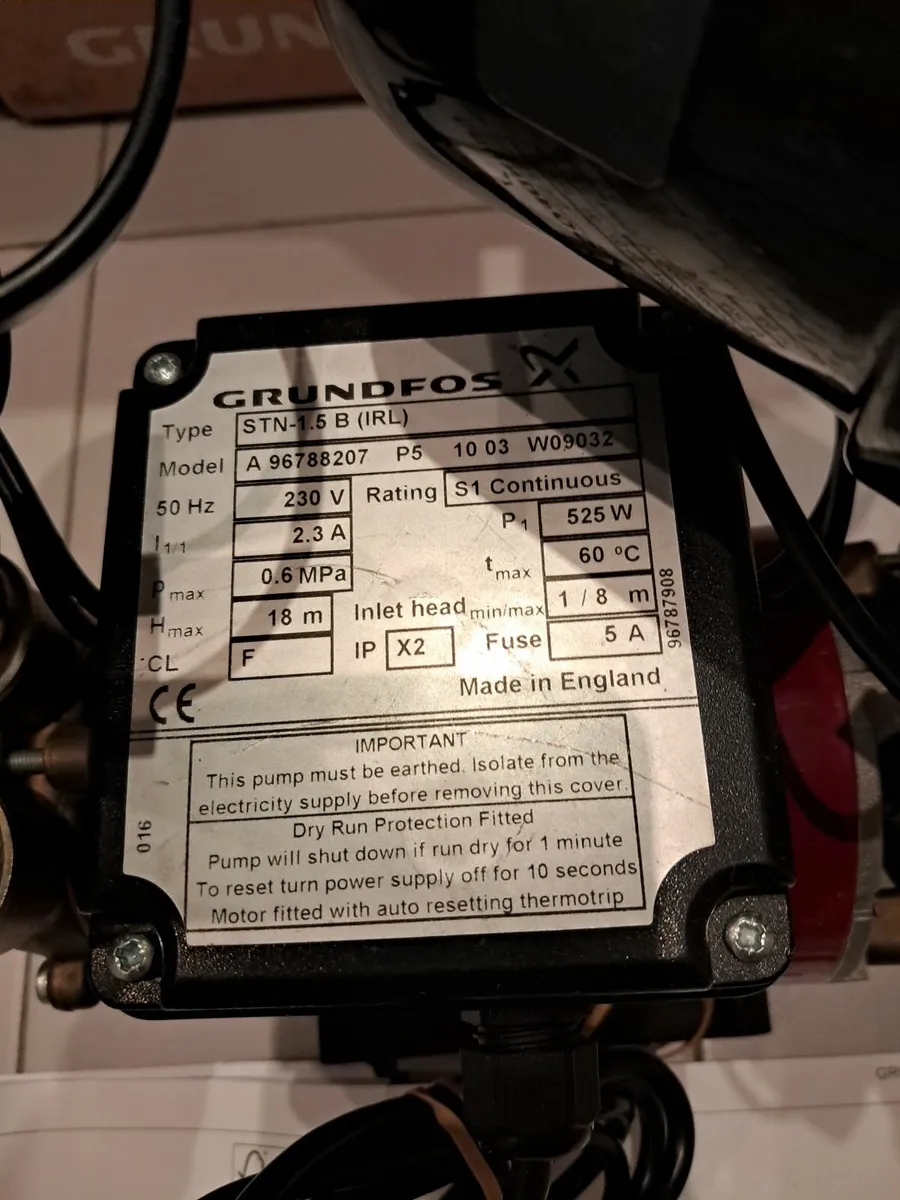 GRUN
GRUNDFOS
Type STN-1.5 B (IRL)
Model A 96788207 P5 10 03 W09032
50 Hz 230 V Rating S1 Continuous
I1/1 2.3 A P1 525 W
pmax 0.6 MPa tmax 60 ºC
Hmax 18 m Inlet head min/max 1 / 8 m
CL F IP X2 Fuse 5 A
96787908
CE Made in England
IMPORTANT
This pump must be earthed. Isolate from the
electricity supply before removing this cover.
Dry Run Protection Fitted
Pump will shut down if run dry for 1 minute
To reset turn power supply off for 10 seconds
Motor fitted with auto resetting thermotrip
016
GR